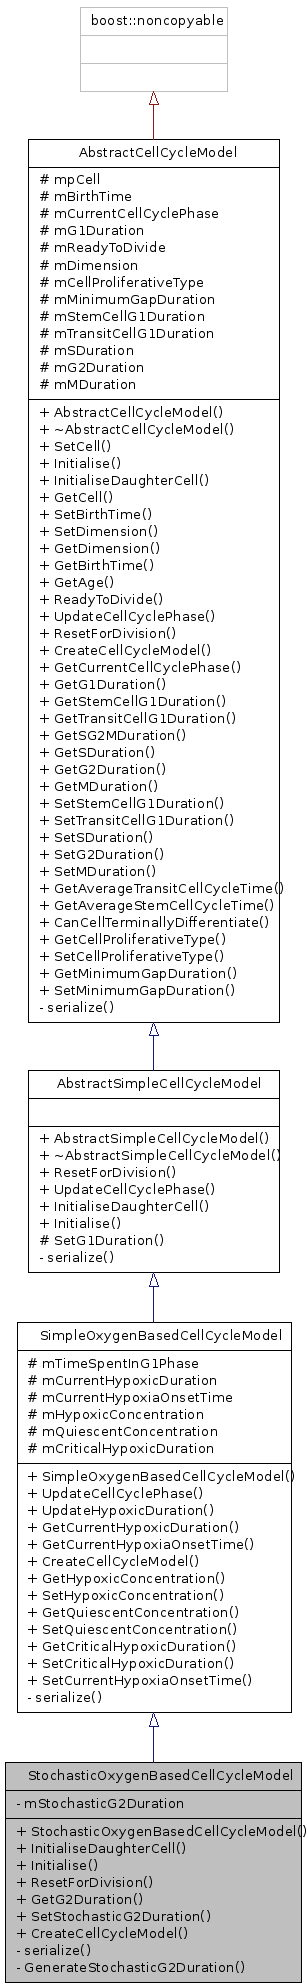 boost::noncopyable
AbstractCellCycleModel
# mpCell
# mBirthTime
# mCurrentCellCyclePhase
# mG1Duration
# mReadyToDivide
# mDimension
# mCellProliferativeType
# mMinimumGapDuration
# mStemCellG1Duration
# mTransitCellG1Duration
# mSDuration
# mG2Duration
# mMDuration
+ AbstractCellCycleModel()
+ ~AbstractCellCycleModel()
+ SetCell()
+ Initialise()
+ InitialiseDaughterCell()
+ GetCell()
+ SetBirthTime()
+ SetDimension()
+ GetDimension()
+ GetBirthTime()
+ GetAge()
+ ReadyToDivide()
+ UpdateCellCyclePhase()
+ ResetForDivision()
+ CreateCellCycleModel()
+ GetCurrentCellCyclePhase()
+ GetG1Duration()
+ GetStemCellG1Duration()
+ GetTransitCellG1Duration()
+ GetSG2MDuration()
+ GetSDuration()
+ GetG2Duration()
+ GetMDuration()
+ SetStemCellG1Duration()
+ SetTransitCellG1Duration()
+ SetSDuration()
+ SetG2Duration()
+ SetMDuration()
+ GetAverageTransitCellCycleTime()
+ GetAverageStemCellCycleTime()
+ CanCellTerminallyDifferentiate()
+ GetCellProliferativeType()
+ SetCellProliferativeType()
+ GetMinimumGapDuration()
+ SetMinimumGapDuration()
- serialize()
AbstractSimpleCellCycleModel
+ AbstractSimpleCellCycleModel()
+ ~AbstractSimpleCellCycleModel()
+ ResetForDivision()
+ UpdateCellCyclePhase()
+ InitialiseDaughterCell()
+ Initialise()
# SetG1Duration()
- serialize()
SimpleOxygenBasedCellCycleModel
# mTimeSpentInG1Phase
# mCurrentHypoxicDuration
# mCurrentHypoxiaOnsetTime
# mHypoxicConcentration
# mQuiescentConcentration
# mCriticalHypoxicDuration
+ SimpleOxygenBasedCellCycleModel()
+ UpdateCellCyclePhase()
+ UpdateHypoxicDuration()
+ GetCurrentHypoxicDuration()
+ GetCurrentHypoxiaOnsetTime()
+ CreateCellCycleModel()
+ GetHypoxicConcentration()
+ SetHypoxicConcentration()
+ GetQuiescentConcentration()
+ SetQuiescentConcentration()
+ GetCriticalHypoxicDuration()
+ SetCriticalHypoxicDuration()
+ SetCurrentHypoxiaOnsetTime()
- serialize()
StochasticOxygenBasedCellCycleModel
- mStochasticG2Duration
+ StochasticOxygenBasedCellCycleModel()
+ InitialiseDaughterCell()
+ Initialise()
+ ResetForDivision()
+ GetG2Duration()
+ SetStochasticG2Duration()
+ CreateCellCycleModel()
- serialize()
- GenerateStochasticG2Duration()